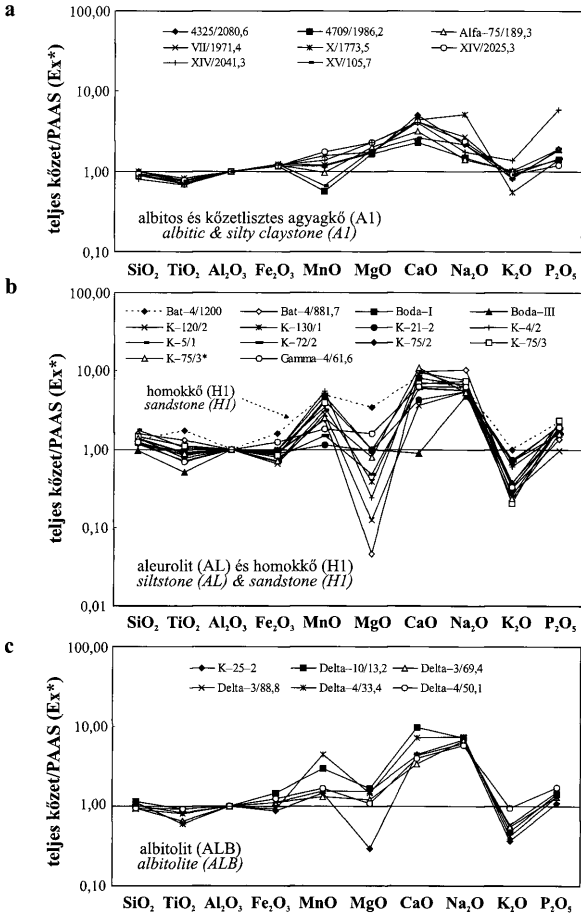 a
4325/2080,6 4709/1986,2 Alfa–75/189,3
VII/1971,4 X/1773,5 XIV/2025,3
XIV/2041,3 XV/105,7
teljes kőzet/PAAS (Ex*)
100,00
10,00
1,00
0,10
albitos és kőzetlisztes agyagkő (A1)
albitic & silty claystone (A1)
SiO₂ TiO₂ Al₂O₃ Fe₂O₃ MnO MgO CaO Na₂O K₂O P₂O₅
b
Bat–4/1200 Bat–4/881,7 Boda–I Boda–III
K–120/2 K–130/1 K–21–2 K–4/2
K–5/1 K–72/2 K–75/2 K–75/3
K–75/3* Gamma–4/61,6
teljes kőzet/PAAS (Ex*)
100,00
10,00
1,00
0,10
0,01
homokkő (H1)
sandstone (H1)
aleurolit (AL) és homokkő (H1)
siltstone (AL) & sandstone (H1)
SiO₂ TiO₂ Al₂O₃ Fe₂O₃ MnO MgO CaO Na₂O K₂O P₂O₅
c
K–25–2 Delta–10/13,2 Delta–3/69,4
Delta–3/88,8 Delta–4/33,4 Delta–4/50,1
teljes kőzet/PAAS (Ex*)
100,00
10,00
1,00
0,10
albitolit (ALB)
albitolite (ALB)
SiO₂ TiO₂ Al₂O₃ Fe₂O₃ MnO MgO CaO Na₂O K₂O P₂O₅